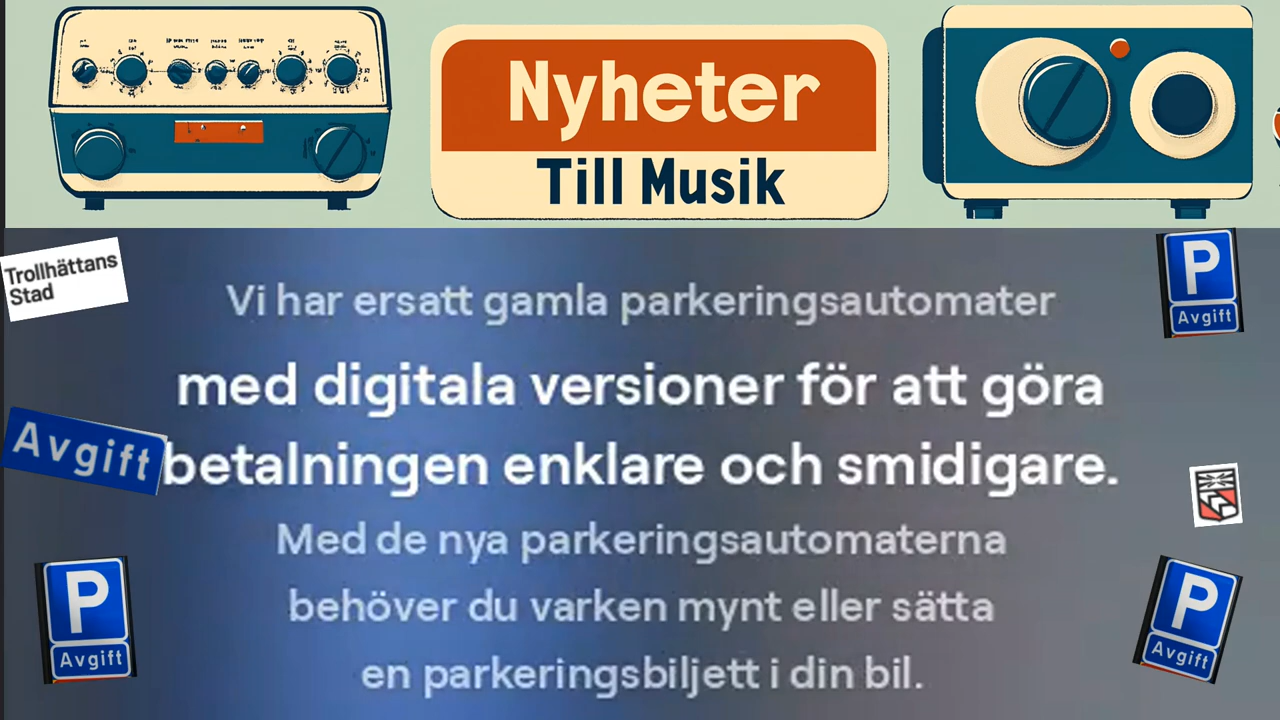 Nyheter
Till Musik
Trollhättans
Stad
P
Avgift
Vi har ersatt gamla parkeringsautomater
med digitala versioner för att göra
Avgift
betalningen enklare och smidigare.
Med de nya parkeringsautomaterna
behöver du varken mynt eller sätta
en parkeringsbiljett i din bil.
P
Avgift
P
Avgift